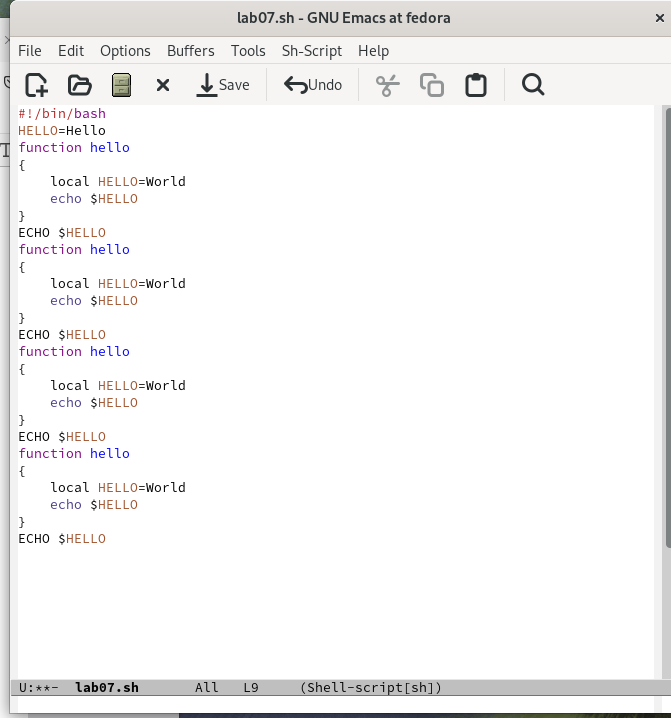 lab07.sh - GNU Emacs at fedora
File Edit Options Buffers Tools Sh-Script Help
Save Undo
#!/bin/bash
HELLO=Hello
function hello
{
    local HELLO=World
    echo $HELLO
}
ECHO $HELLO
function hello
{
    local HELLO=World
    echo $HELLO
}
ECHO $HELLO
function hello
{
    local HELLO=World
    echo $HELLO
}
ECHO $HELLO
function hello
{
    local HELLO=World
    echo $HELLO
}
ECHO $HELLO
U:**- lab07.sh All L9 (Shell-script[sh])